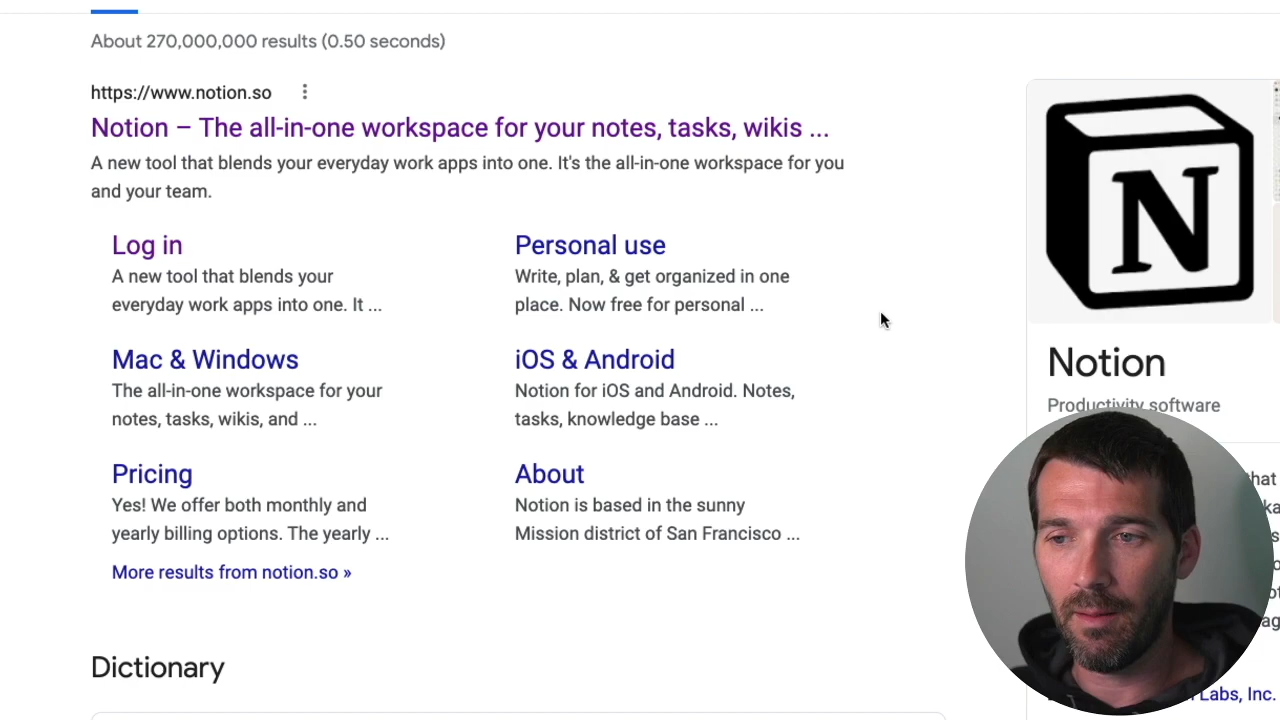 About 270,000,000 results (0.50 seconds)
https://www.notion.so
Notion – The all-in-one workspace for your notes, tasks, wikis ...
A new tool that blends your everyday work apps into one. It's the all-in-one workspace for you
and your team.
Log in
A new tool that blends your
everyday work apps into one. It ...
Personal use
Write, plan, & get organized in one
place. Now free for personal ...
Mac & Windows
The all-in-one workspace for your
notes, tasks, wikis, and ...
iOS & Android
Notion for iOS and Android. Notes,
tasks, knowledge base ...
Pricing
Yes! We offer both monthly and
yearly billing options. The yearly ...
About
Notion is based in the sunny
Mission district of San Francisco ...
More results from notion.so »
Dictionary
N
Notion
Productivity software
Labs, Inc.